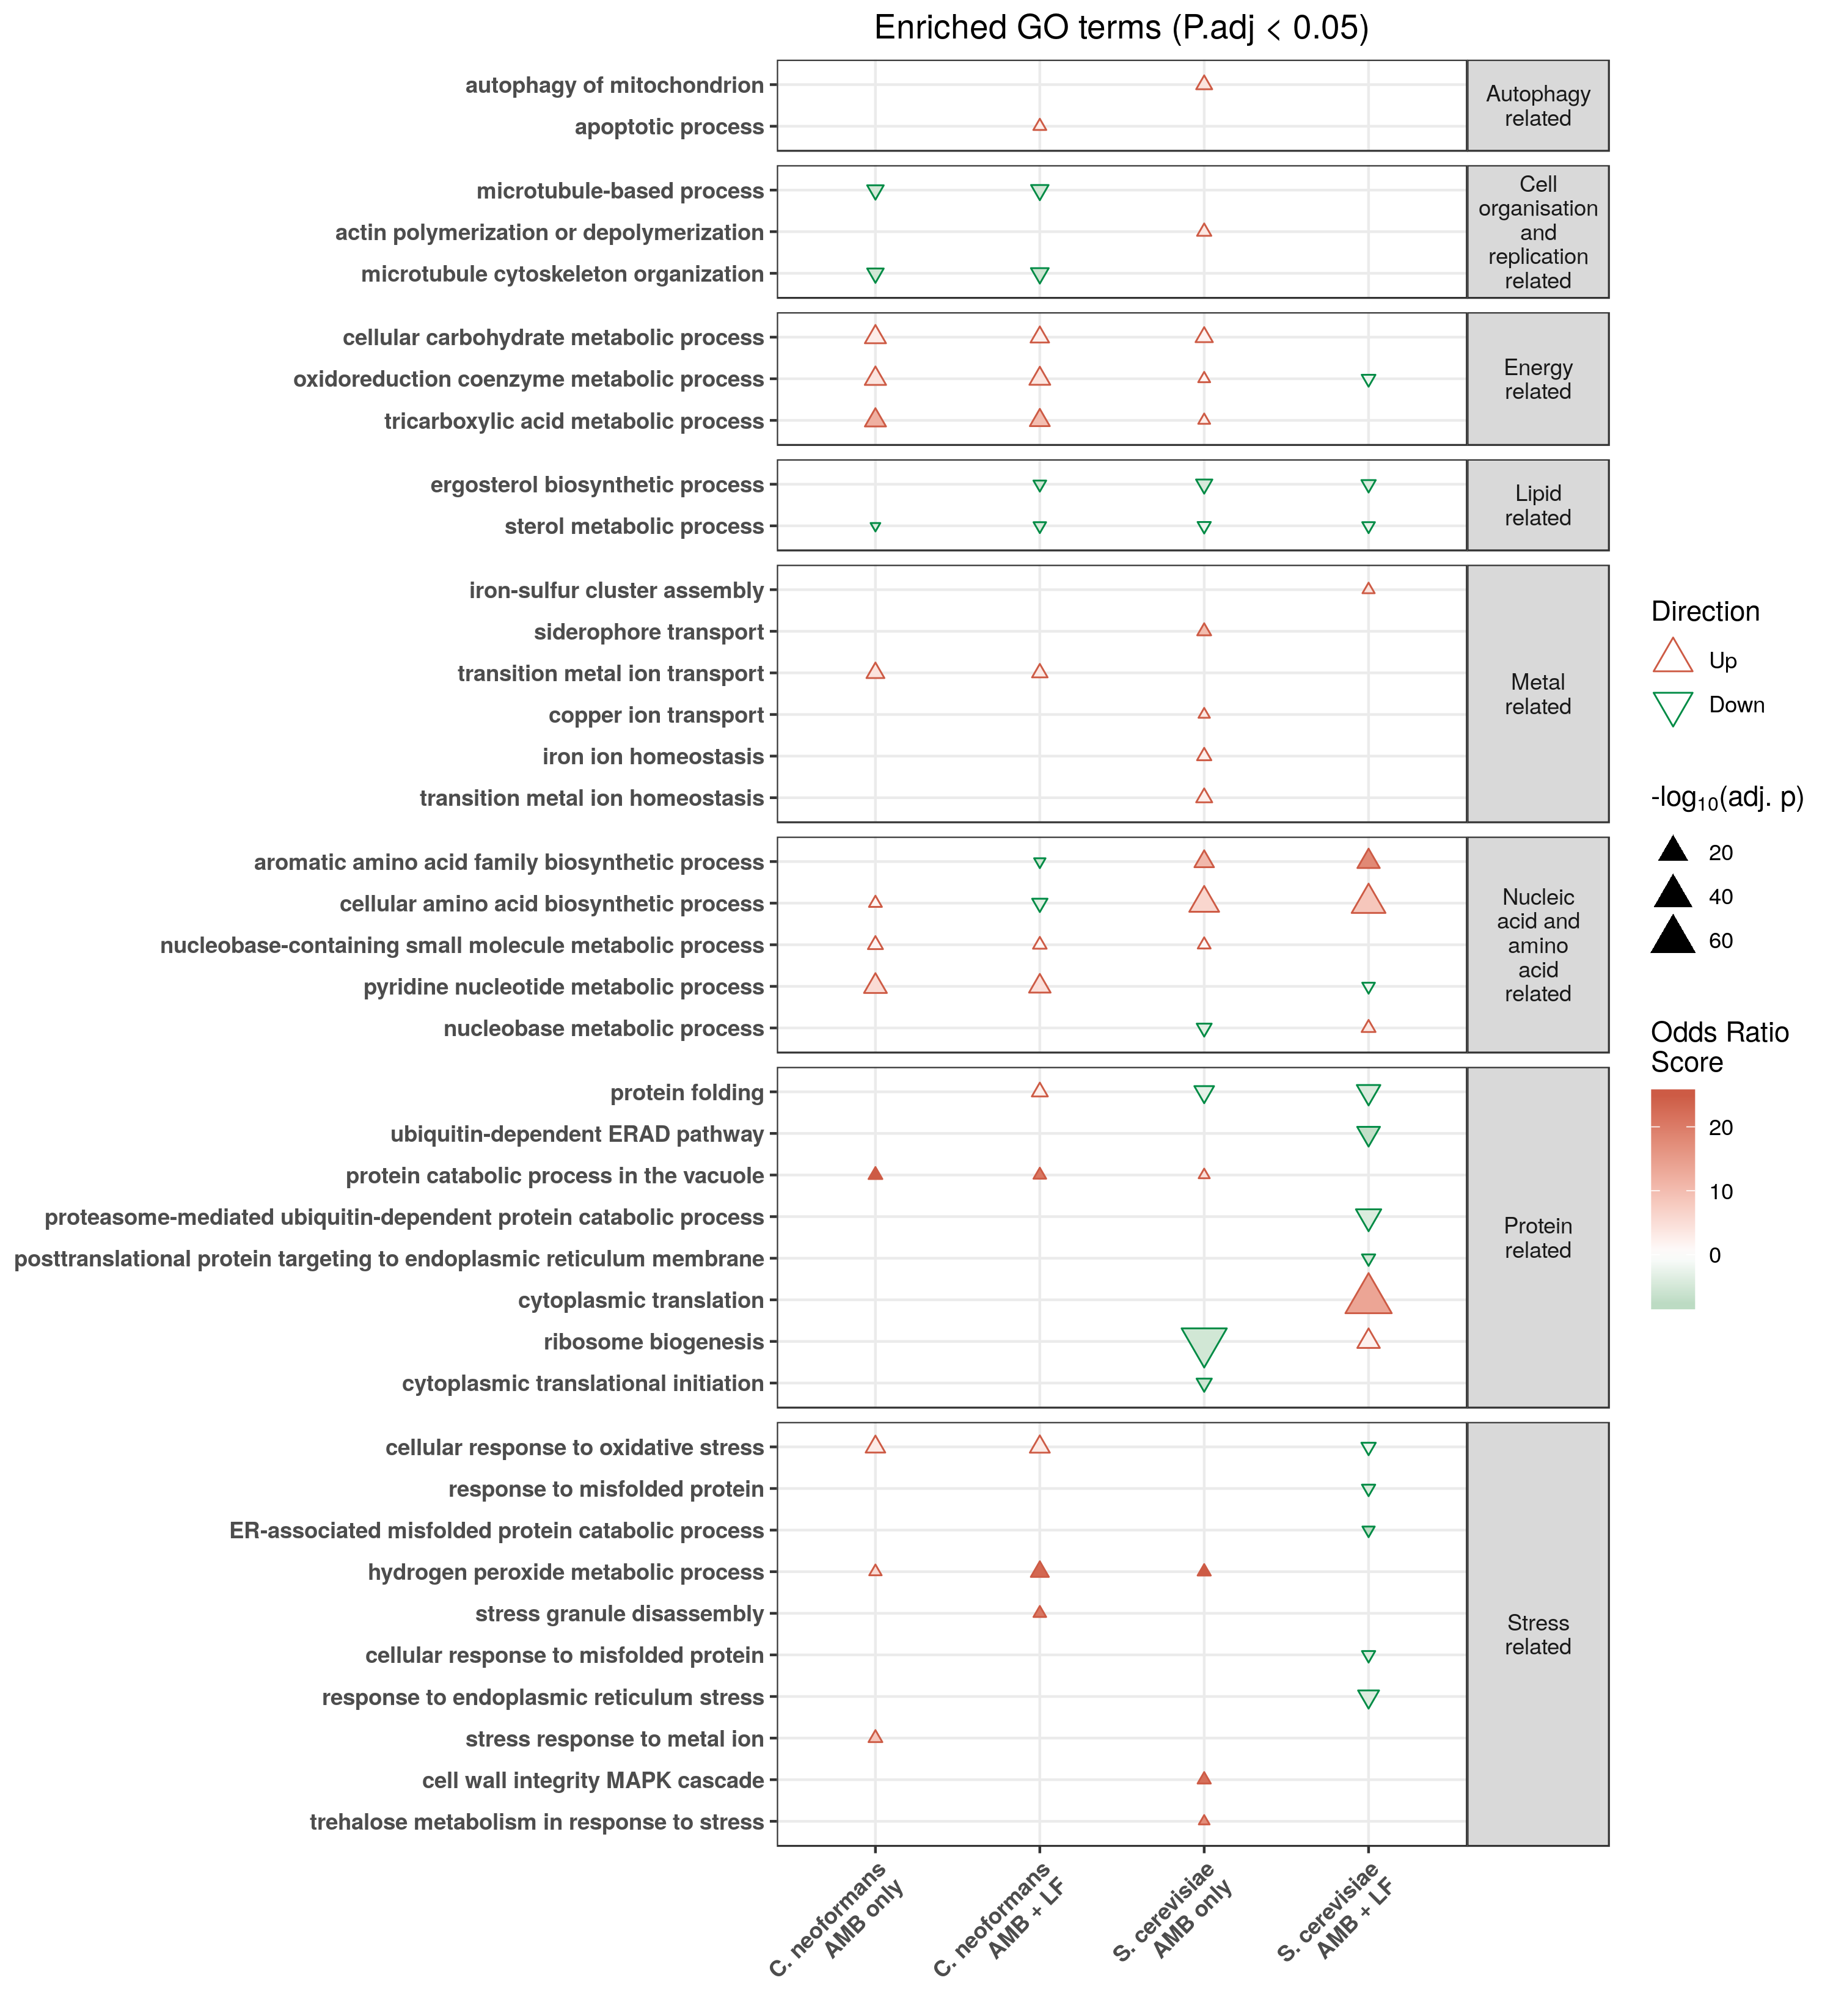 Enriched GO terms (P.adj < 0.05)
autophagy of mitochondrion
apoptotic process
Autophagy
related
microtubule-based process
actin polymerization or depolymerization
microtubule cytoskeleton organization
Cell
organisation
and
replication
related
cellular carbohydrate metabolic process
oxidoreduction coenzyme metabolic process
tricarboxylic acid metabolic process
Energy
related
ergosterol biosynthetic process
sterol metabolic process
Lipid
related
iron-sulfur cluster assembly
siderophore transport
transition metal ion transport
copper ion transport
iron ion homeostasis
transition metal ion homeostasis
Metal
related
aromatic amino acid family biosynthetic process
cellular amino acid biosynthetic process
nucleobase-containing small molecule metabolic process
pyridine nucleotide metabolic process
nucleobase metabolic process
Nucleic
acid and
amino
acid
related
protein folding
ubiquitin-dependent ERAD pathway
protein catabolic process in the vacuole
proteasome-mediated ubiquitin-dependent protein catabolic process
posttranslational protein targeting to endoplasmic reticulum membrane
cytoplasmic translation
ribosome biogenesis
cytoplasmic translational initiation
Protein
related
cellular response to oxidative stress
response to misfolded protein
ER-associated misfolded protein catabolic process
hydrogen peroxide metabolic process
stress granule disassembly
cellular response to misfolded protein
response to endoplasmic reticulum stress
stress response to metal ion
cell wall integrity MAPK cascade
trehalose metabolism in response to stress
Stress
related
C. neoformans
AMB only
C. neoformans
AMB + LF
S. cerevisiae
AMB only
S. cerevisiae
AMB + LF
Direction
Up
Down
-log₁₀(adj. p)
20
40
60
Odds Ratio
Score
20
10
0